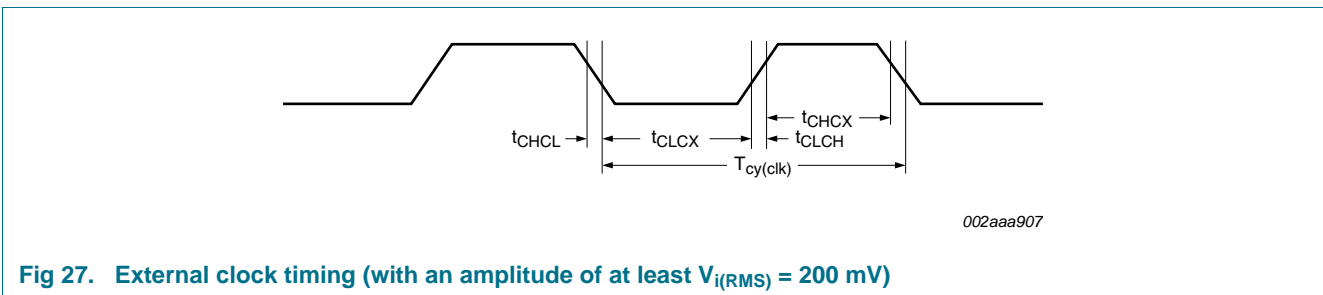 tCHCX
tCHCL
tCLCX
tCLCH
Tcy(clk)
002aaa907
Fig 27. External clock timing (with an amplitude of at least Vi(RMS) = 200 mV)